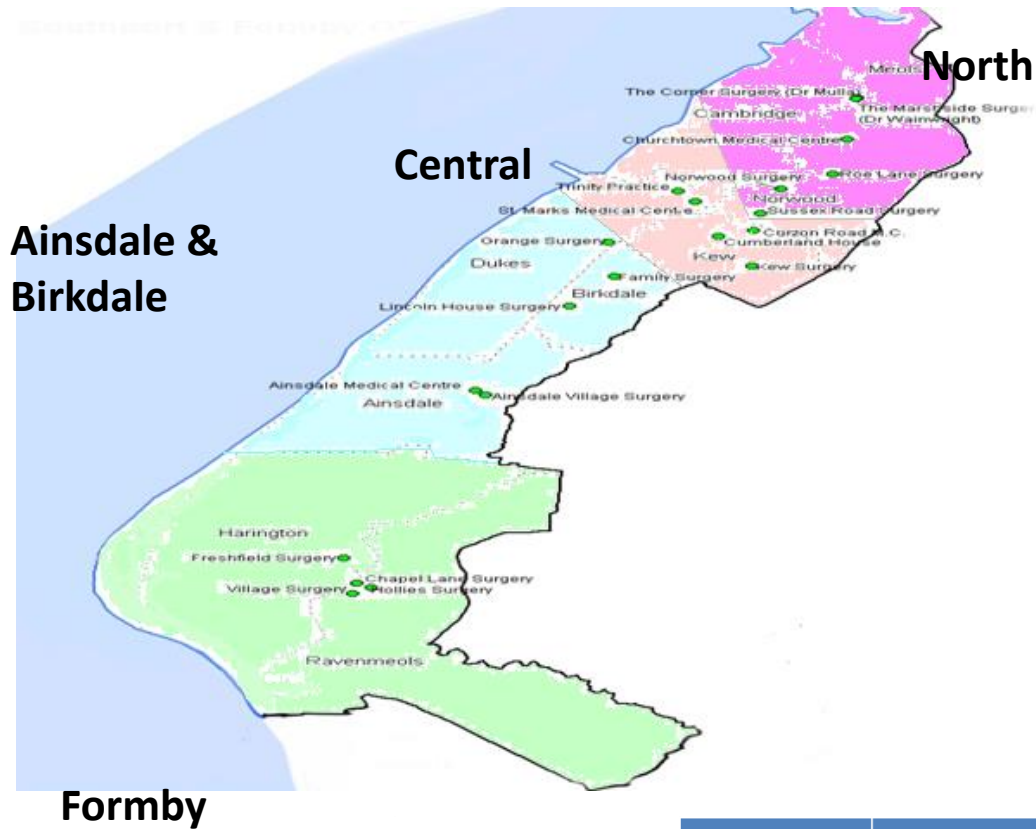 North
Meols
The Corner Surgery (Dr Mulla)
The Marshside Surger
(Dr Wainwright)
Cambridge
Churchtown Medical Centre
Central
Norwood Surgery
Roe Lane Surgery
Trinity Practice
Norwood
St. Marks Medical Cent e
Sussex Road Surgery
Ainsdale &
Birkdale
Orange Surgery
Curzon Road M.C.
Cumberland House
Dukes
Kew
Kew Surgery
Family Surgery
Birkdale
Lincoln House Surgery
Ainsdale Medical Centre
Ainsdale Village Surgery
Ainsdale
Harington
Freshfield Surgery
Chapel Lane Surgery
Village Surgery
Hollies Surgery
Ravenmeols
Formby